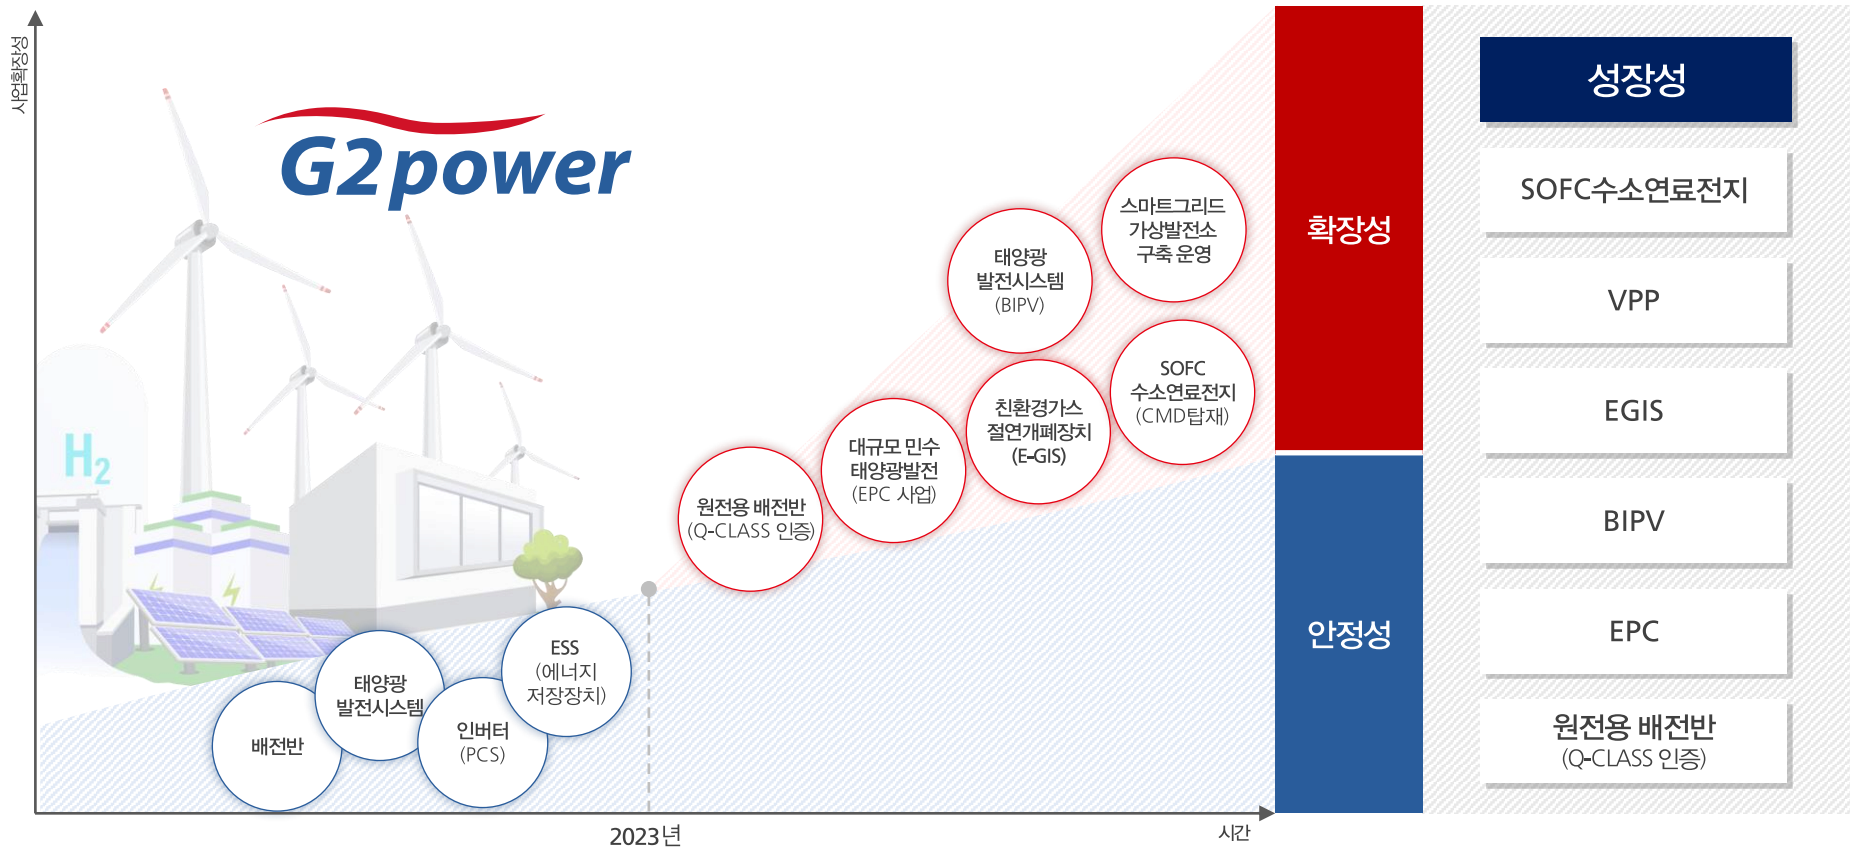 사업확장성
G2power
H2
배전반
태양광
발전시스템
인버터
(PCS)
ESS
(에너지
저장장치)
2023년
시간
원전용 배전반
(Q-CLASS 인증)
대규모 민수
태양광발전
(EPC 사업)
태양광
발전시스템
(BIPV)
친환경가스
절연개폐장치
(E-GIS)
스마트그리드
가상발전소
구축 운영
SOFC
수소연료전지
(CMD탑재)
확장성
안정성
성장성
SOFC수소연료전지
VPP
EGIS
BIPV
EPC
원전용 배전반
(Q-CLASS 인증)